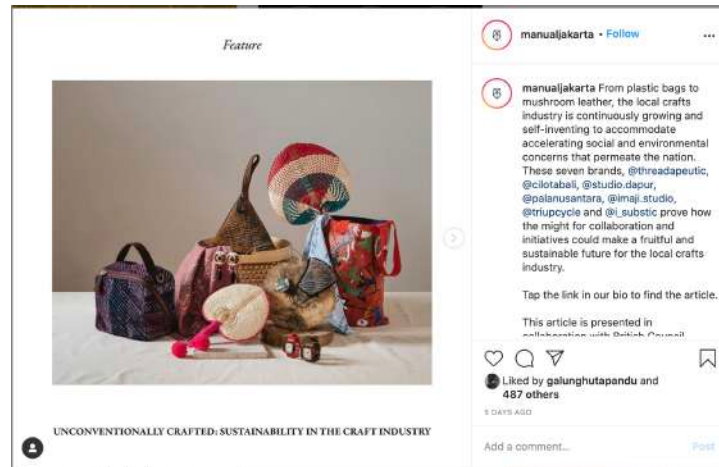 Feature
UNCONVENTIONALLY CRAFTED: SUSTAINABILITY IN THE CRAFT INDUSTRY
manualjakarta • Follow
manualjakarta From plastic bags to
mushroom leather, the local crafts
industry is continuously growing and
self-inventing to accommodate
accelerating social and environmental
concerns that permeate the nation.
These seven brands, @threadapeutic,
@cilotabali, @studio.dapur,
@palanusantara, @imaji.studio,
@triupcycle and @i_substic prove how
the might for collaboration and
initiatives could make a fruitful and
sustainable future for the local crafts
industry.
Tap the link in our bio to find the article.
This article is presented in
collaboration with British Council
Liked by galunghutapandu and
487 others
5 DAYS AGO
Add a comment...
Post